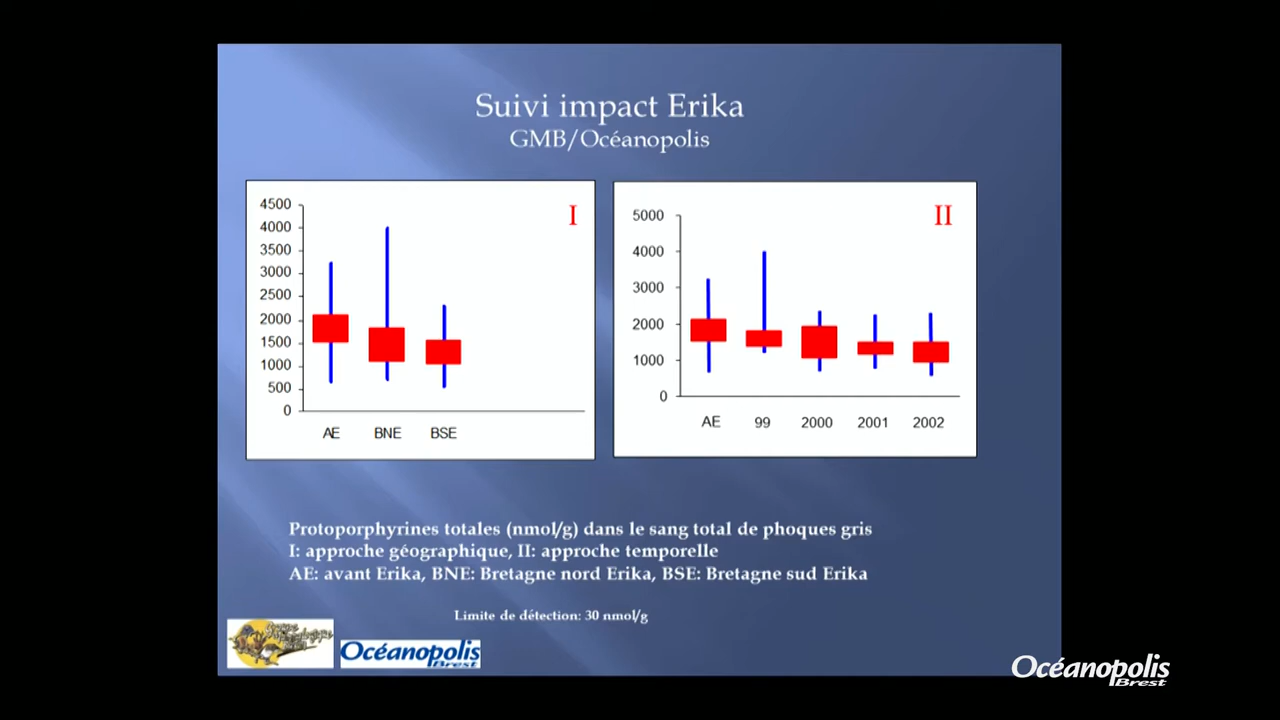 Suivi impact Erika
GMB/Océanopolis
I
4500
4000
3500
3000
2500
2000
1500
1000
500
0
AE BNE BSE
II
5000
4000
3000
2000
1000
0
AE 99 2000 2001 2002
Protoporphyrines totales (nmol/g) dans le sang total de phoques gris
I: approche géographique, II: approche temporelle
AE: avant Erika, BNE: Bretagne nord Erika, BSE: Bretagne sud Erika
Limite de détection: 30 nmol/g
Océanopolis
Brest
Océanopolis
Brest